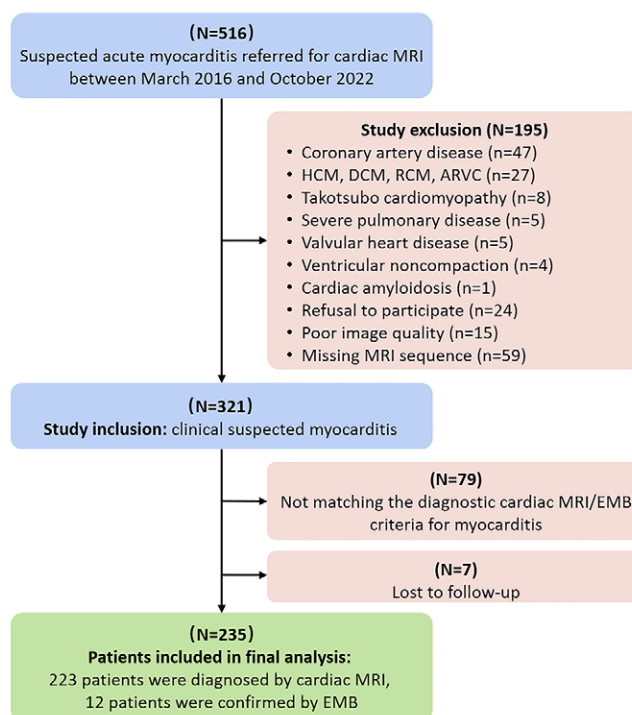 (N=516)
Suspected acute myocarditis referred for cardiac MRI
between March 2016 and October 2022
Study exclusion (N=195)
• Coronary artery disease (n=47)
• HCM, DCM, RCM, ARVC (n=27)
• Takotsubo cardiomyopathy (n=8)
• Severe pulmonary disease (n=5)
• Valvular heart disease (n=5)
• Ventricular noncompaction (n=4)
• Cardiac amyloidosis (n=1)
• Refusal to participate (n=24)
• Poor image quality (n=15)
• Missing MRI sequence (n=59)
(N=321)
Study inclusion: clinical suspected myocarditis
(N=79)
Not matching the diagnostic cardiac MRI/EMB
criteria for myocarditis
(N=7)
Lost to follow-up
(N=235)
Patients included in final analysis:
223 patients were diagnosed by cardiac MRI,
12 patients were confirmed by EMB